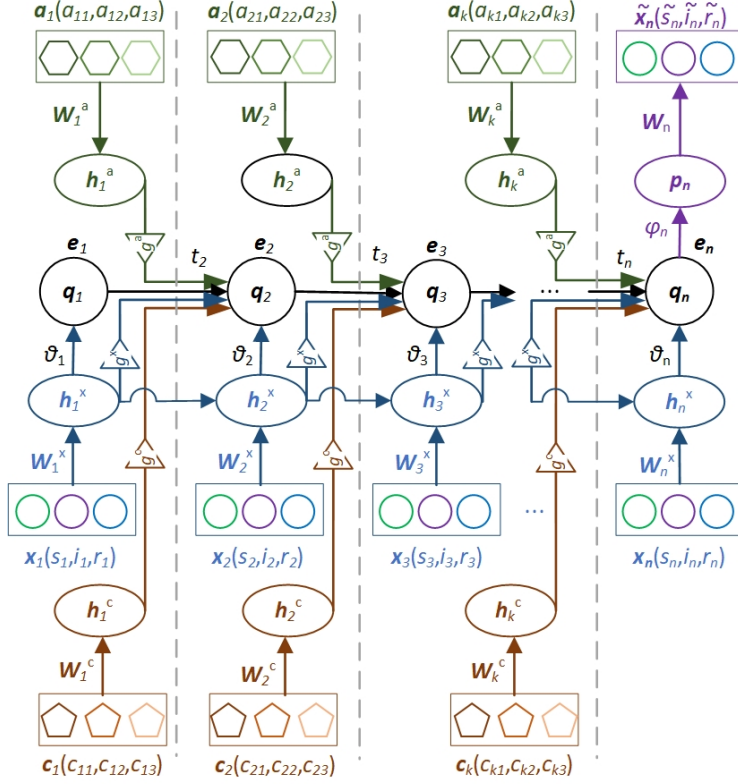 a₁(a₁₁,a₁₂,a₁₃) a₂(a₂₁,a₂₂,a₂₃) aₖ(aₖ₁,aₖ₂,aₖ₃) x̃ₙ(s̃ₙ,ĩₙ,r̃ₙ)
W₁ᵃ W₂ᵃ Wₖᵃ Wₙ
h₁ᵃ h₂ᵃ hₖᵃ pₙ
gᵃ gᵃ gᵃ φₙ
e₁ t₂ e₂ t₃ e₃ tₙ eₙ
q₁ q₂ q₃ ... qₙ
ϑ₁ gˣ ϑ₂ gˣ ϑ₃ gˣ gˣ ϑₙ
h₁ˣ h₂ˣ h₃ˣ hₙˣ
W₁ˣ gᶜ W₂ˣ gᶜ W₃ˣ gᶜ Wₙˣ
...
x₁(s₁,i₁,r₁) x₂(s₂,i₂,r₂) x₃(s₃,i₃,r₃) xₙ(sₙ,iₙ,rₙ)
h₁ᶜ h₂ᶜ hₖᶜ
W₁ᶜ W₂ᶜ Wₖᶜ
c₁(c₁₁,c₁₂,c₁₃) c₂(c₂₁,c₂₂,c₂₃) cₖ(cₖ₁,cₖ₂,cₖ₃)